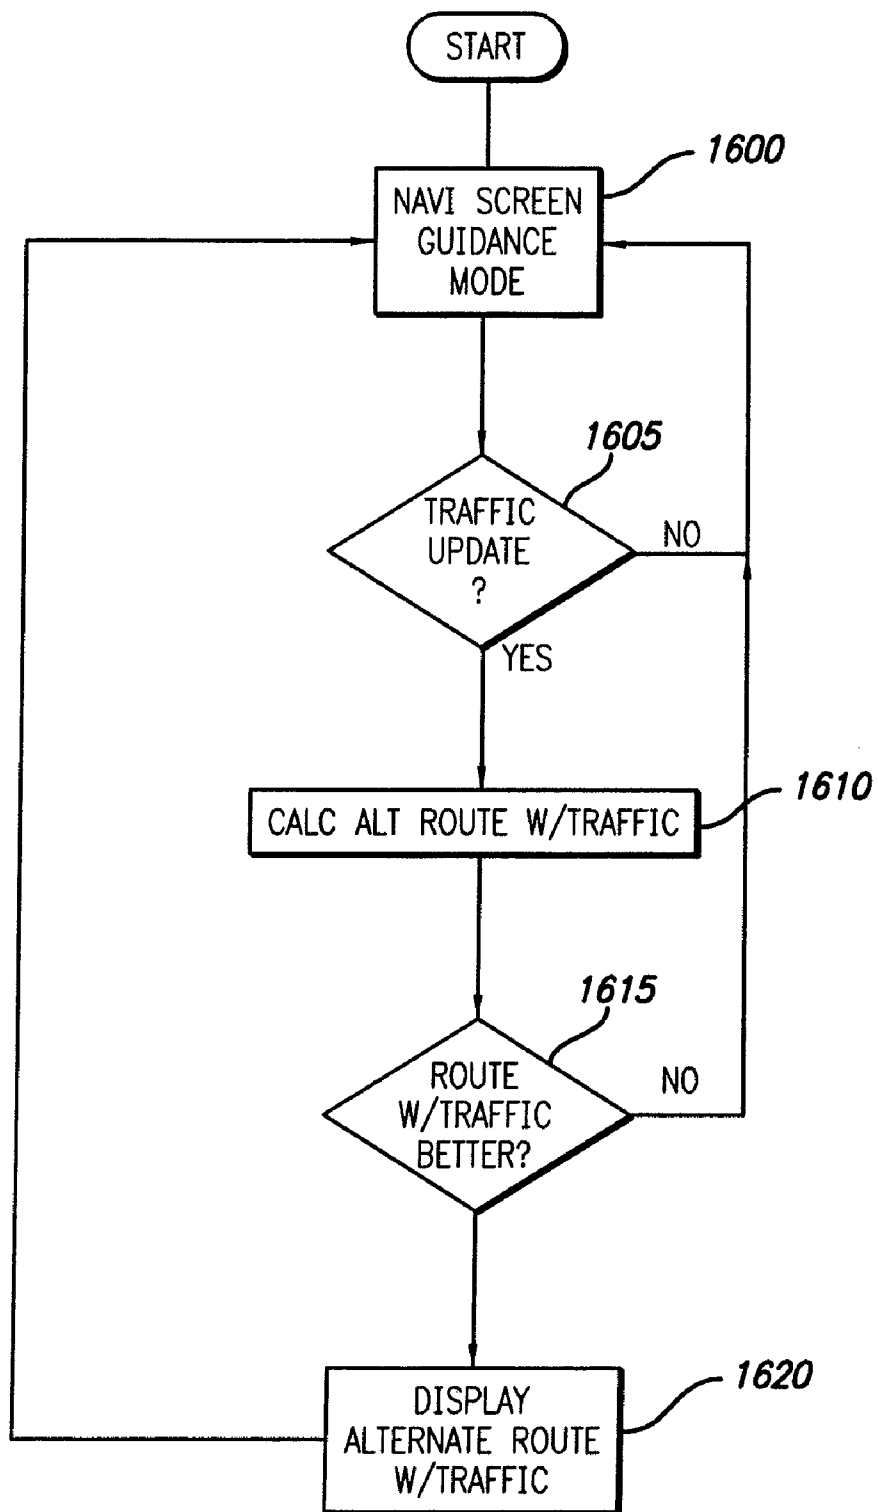 START
1600
NAVI SCREEN
GUIDANCE
MODE
1605
TRAFFIC
UPDATE
?
NO
YES
1610
CALC ALT ROUTE W/TRAFFIC
1615
ROUTE
W/TRAFFIC
BETTER?
NO
1620
DISPLAY
ALTERNATE ROUTE
W/TRAFFIC